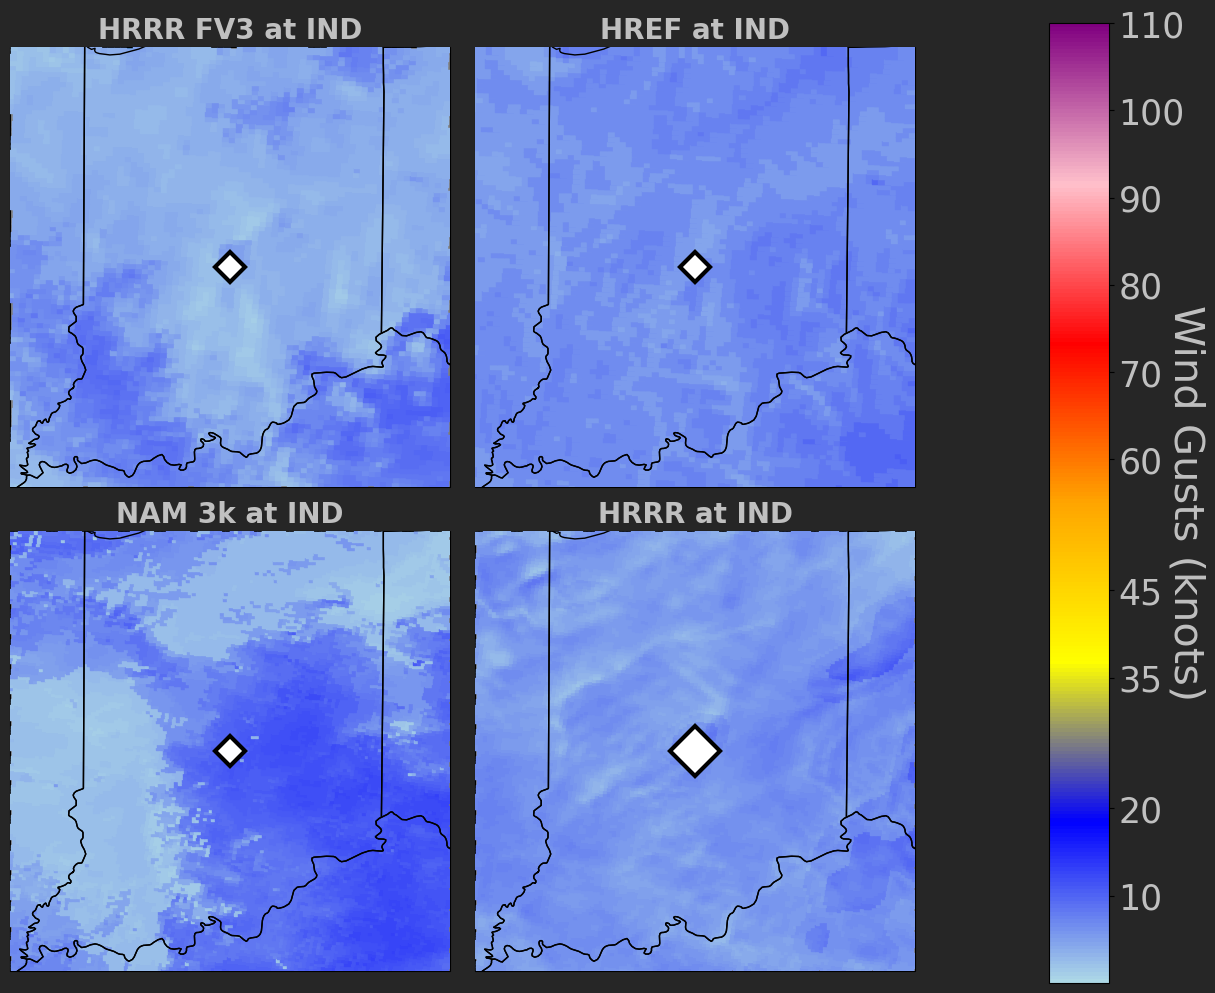 HRRR FV3 at IND
HREF at IND
NAM 3k at IND
HRRR at IND
110
100
90
80
70
60
45
35
20
10
Wind Gusts (knots)